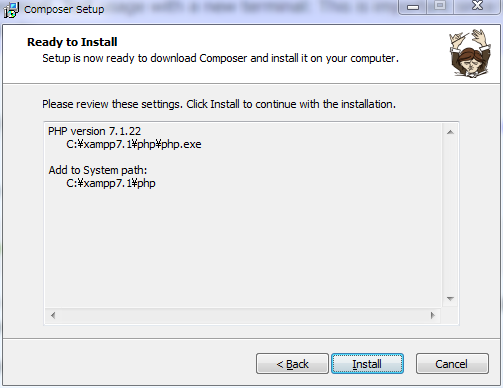 Composer Setup
Ready to Install
Setup is now ready to download Composer and install it on your computer.
Please review these settings. Click Install to continue with the installation.
PHP version 7.1.22
C:¥xampp7.1¥php¥php.exe
Add to System path:
C:¥xampp7.1¥php
< Back
Install
Cancel